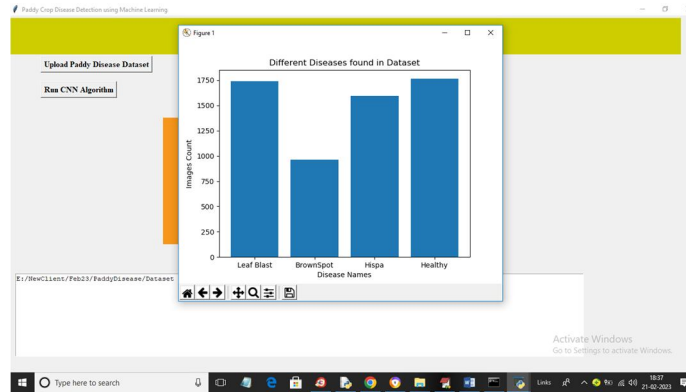 Paddy Crop Disease Detection using Machine Learning
Figure 1
Upload Paddy Disease Dataset
Run CNN Algorithm
Different Diseases found in Dataset
1750
1500
1250
1000
750
500
250
0
Images Count
Leaf Blast BrownSpot Hispa Healthy
Disease Names
E:/NewClient/Feb23/PaddyDisease/Dataset
Activate Windows
Go to Settings to activate Windows.
Type here to search
Links
18:37
21-02-2023